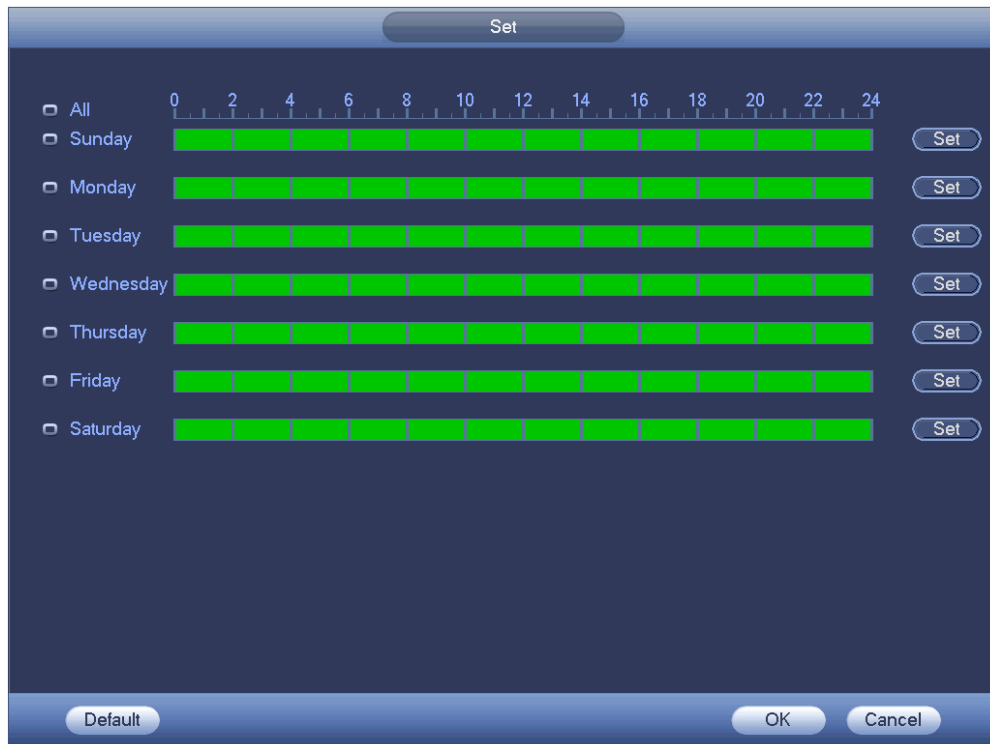 Set
0 2 4 6 8 10 12 14 16 18 20 22 24
All
Sunday Set
Monday Set
Tuesday Set
Wednesday Set
Thursday Set
Friday Set
Saturday Set
Default OK Cancel